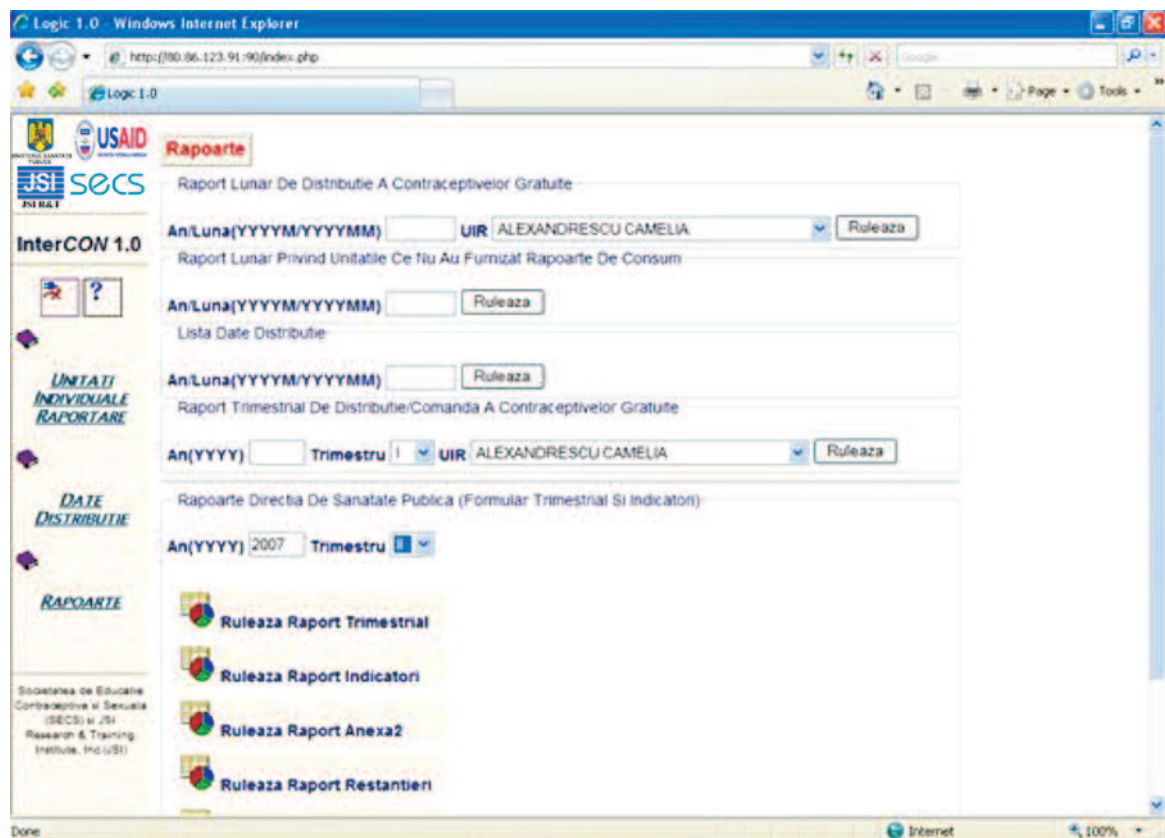 Logic 1.0 - Windows Internet Explorer
http://80.86.123.91:90/index.php
Google
Logic 1.0
Page
Tools
USAID
MINISTERUL SANATATII PUBLICE
JSI
secs
JSI R&T
InterCON 1.0
?
UNITATI
INDIVIDUALE
RAPORTARE
DATE
DISTRIBUTIE
RAPOARTE
Societatea de Educatie
Contraceptiva si Sexuala
(SECS) si JSI
Research & Training
Institute, Inc (JSI)
Rapoarte
Raport Lunar De Distributie A Contraceptivelor Gratuite
An/Luna(YYYYM/YYYYMM) UIR ALEXANDRESCU CAMELIA Ruleaza
Raport Lunar Privind Unitatile Ce Nu Au Furnizat Rapoarte De Consum
An/Luna(YYYYM/YYYYMM) Ruleaza
Lista Date Distributie
An/Luna(YYYYM/YYYYMM) Ruleaza
Raport Trimestrial De Distributie/Comanda A Contraceptivelor Gratuite
An(YYYY) Trimestru I UIR ALEXANDRESCU CAMELIA Ruleaza
Rapoarte Directia De Sanatate Publica (Formular Trimestrial Si Indicatori)
An(YYYY) 2007 Trimestru II
Ruleaza Raport Trimestrial
Ruleaza Raport Indicatori
Ruleaza Raport Anexa2
Ruleaza Raport Restantieri
Done Internet 100%